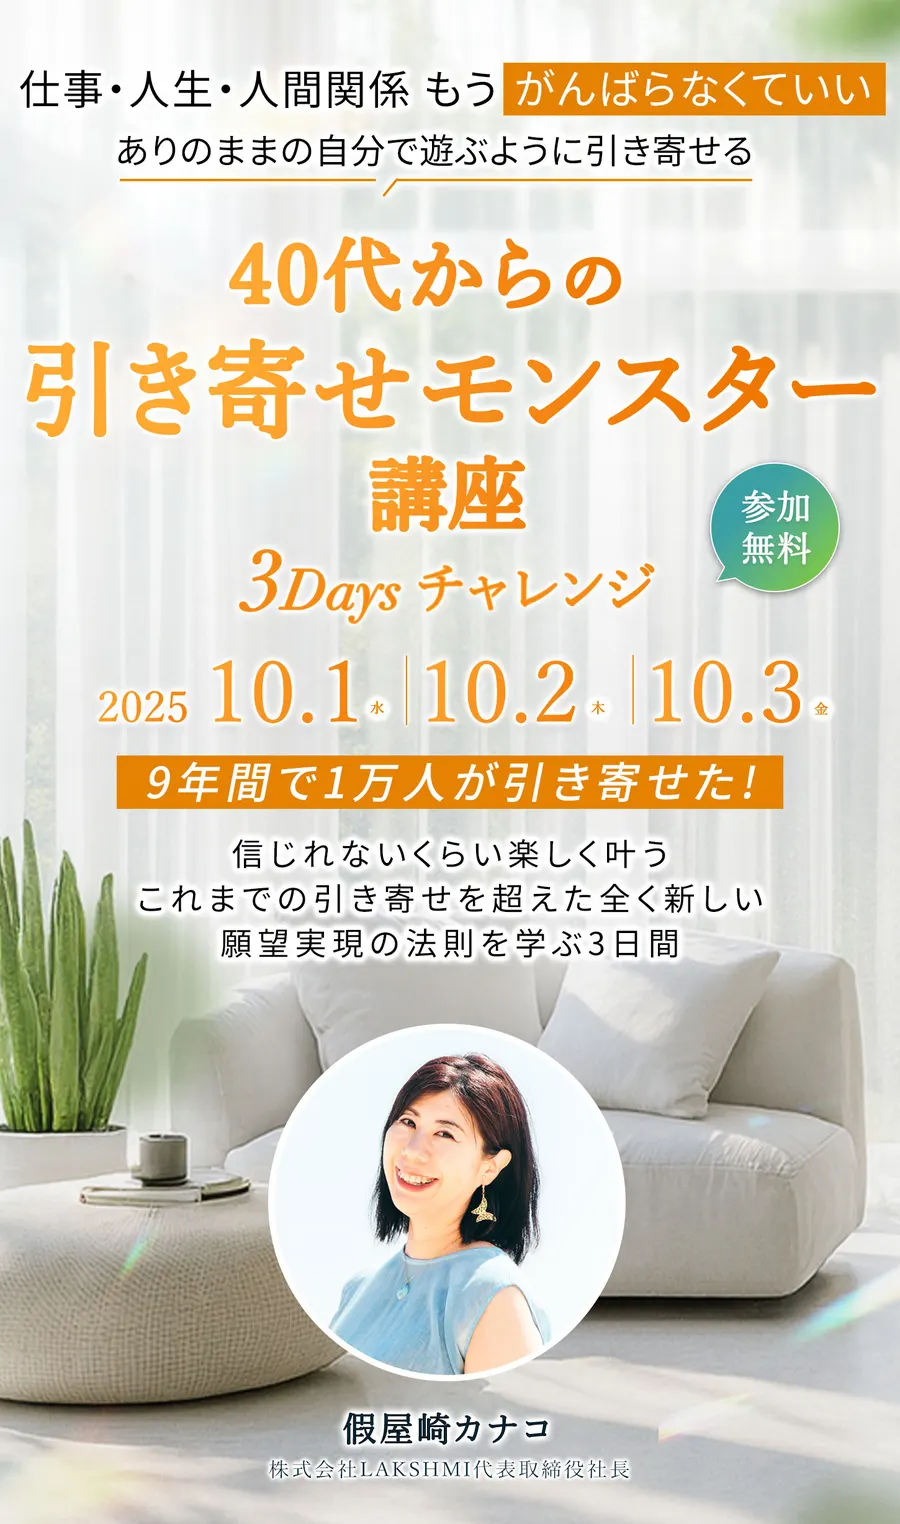 仕事・人生・人間関係 もう がんばらなくていい
ありのままの自分で遊ぶように引き寄せる
40代からの
引き寄せモンスター
講座
参加
無料
3Days チャレンジ
2025 10.1水 10.2木 10.3金
9年間で1万人が引き寄せた!
信じれないくらい楽しく叶う
これまでの引き寄せを超えた全く新しい
願望実現の法則を学ぶ3日間
假屋崎カナコ
株式会社LAKSHMI代表取締役社長